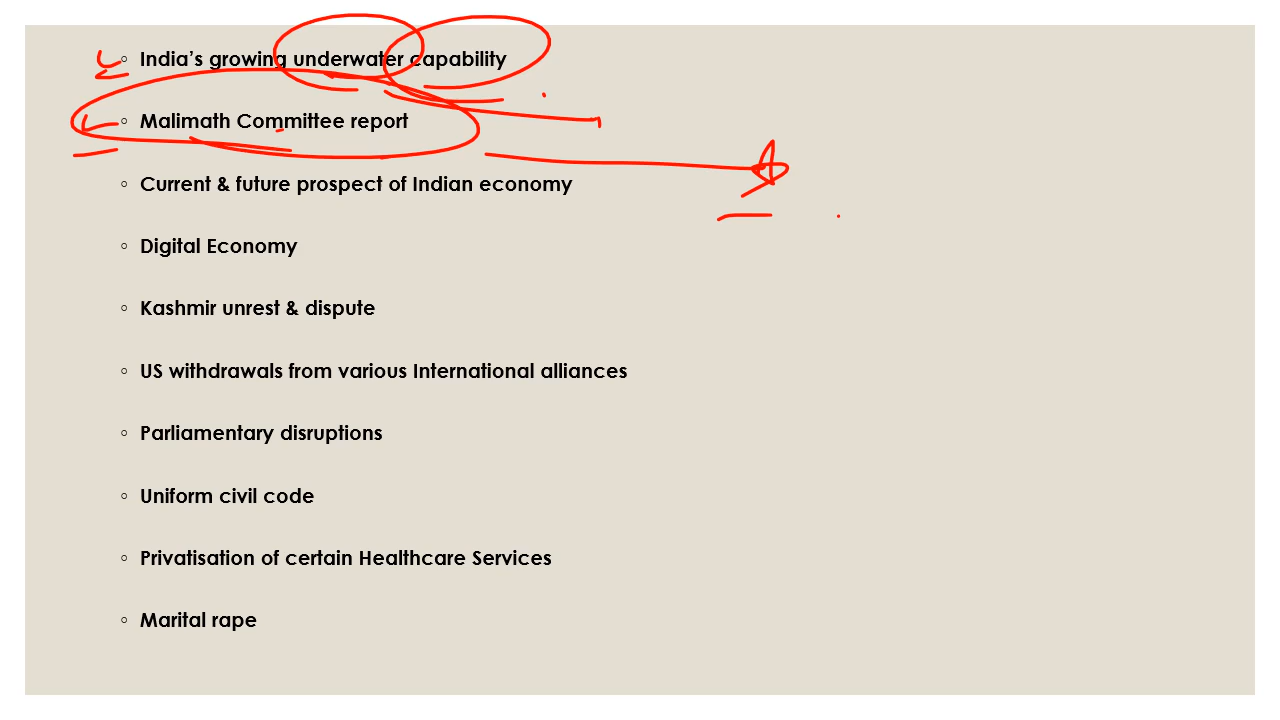 India’s growing underwater capability
Malimath Committee report
Current & future prospect of Indian economy
Digital Economy
Kashmir unrest & dispute
US withdrawals from various International alliances
Parliamentary disruptions
Uniform civil code
Privatisation of certain Healthcare Services
Marital rape